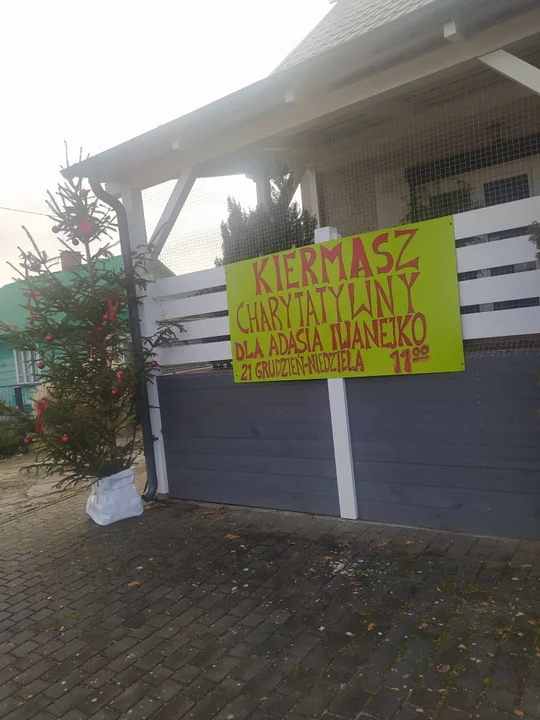 KIERMASZ
CHARYTATYWNY
DLA ADASIA IWANEJKO
21 GRUDZIEŃ-NIEDZIELA 11⁰⁰